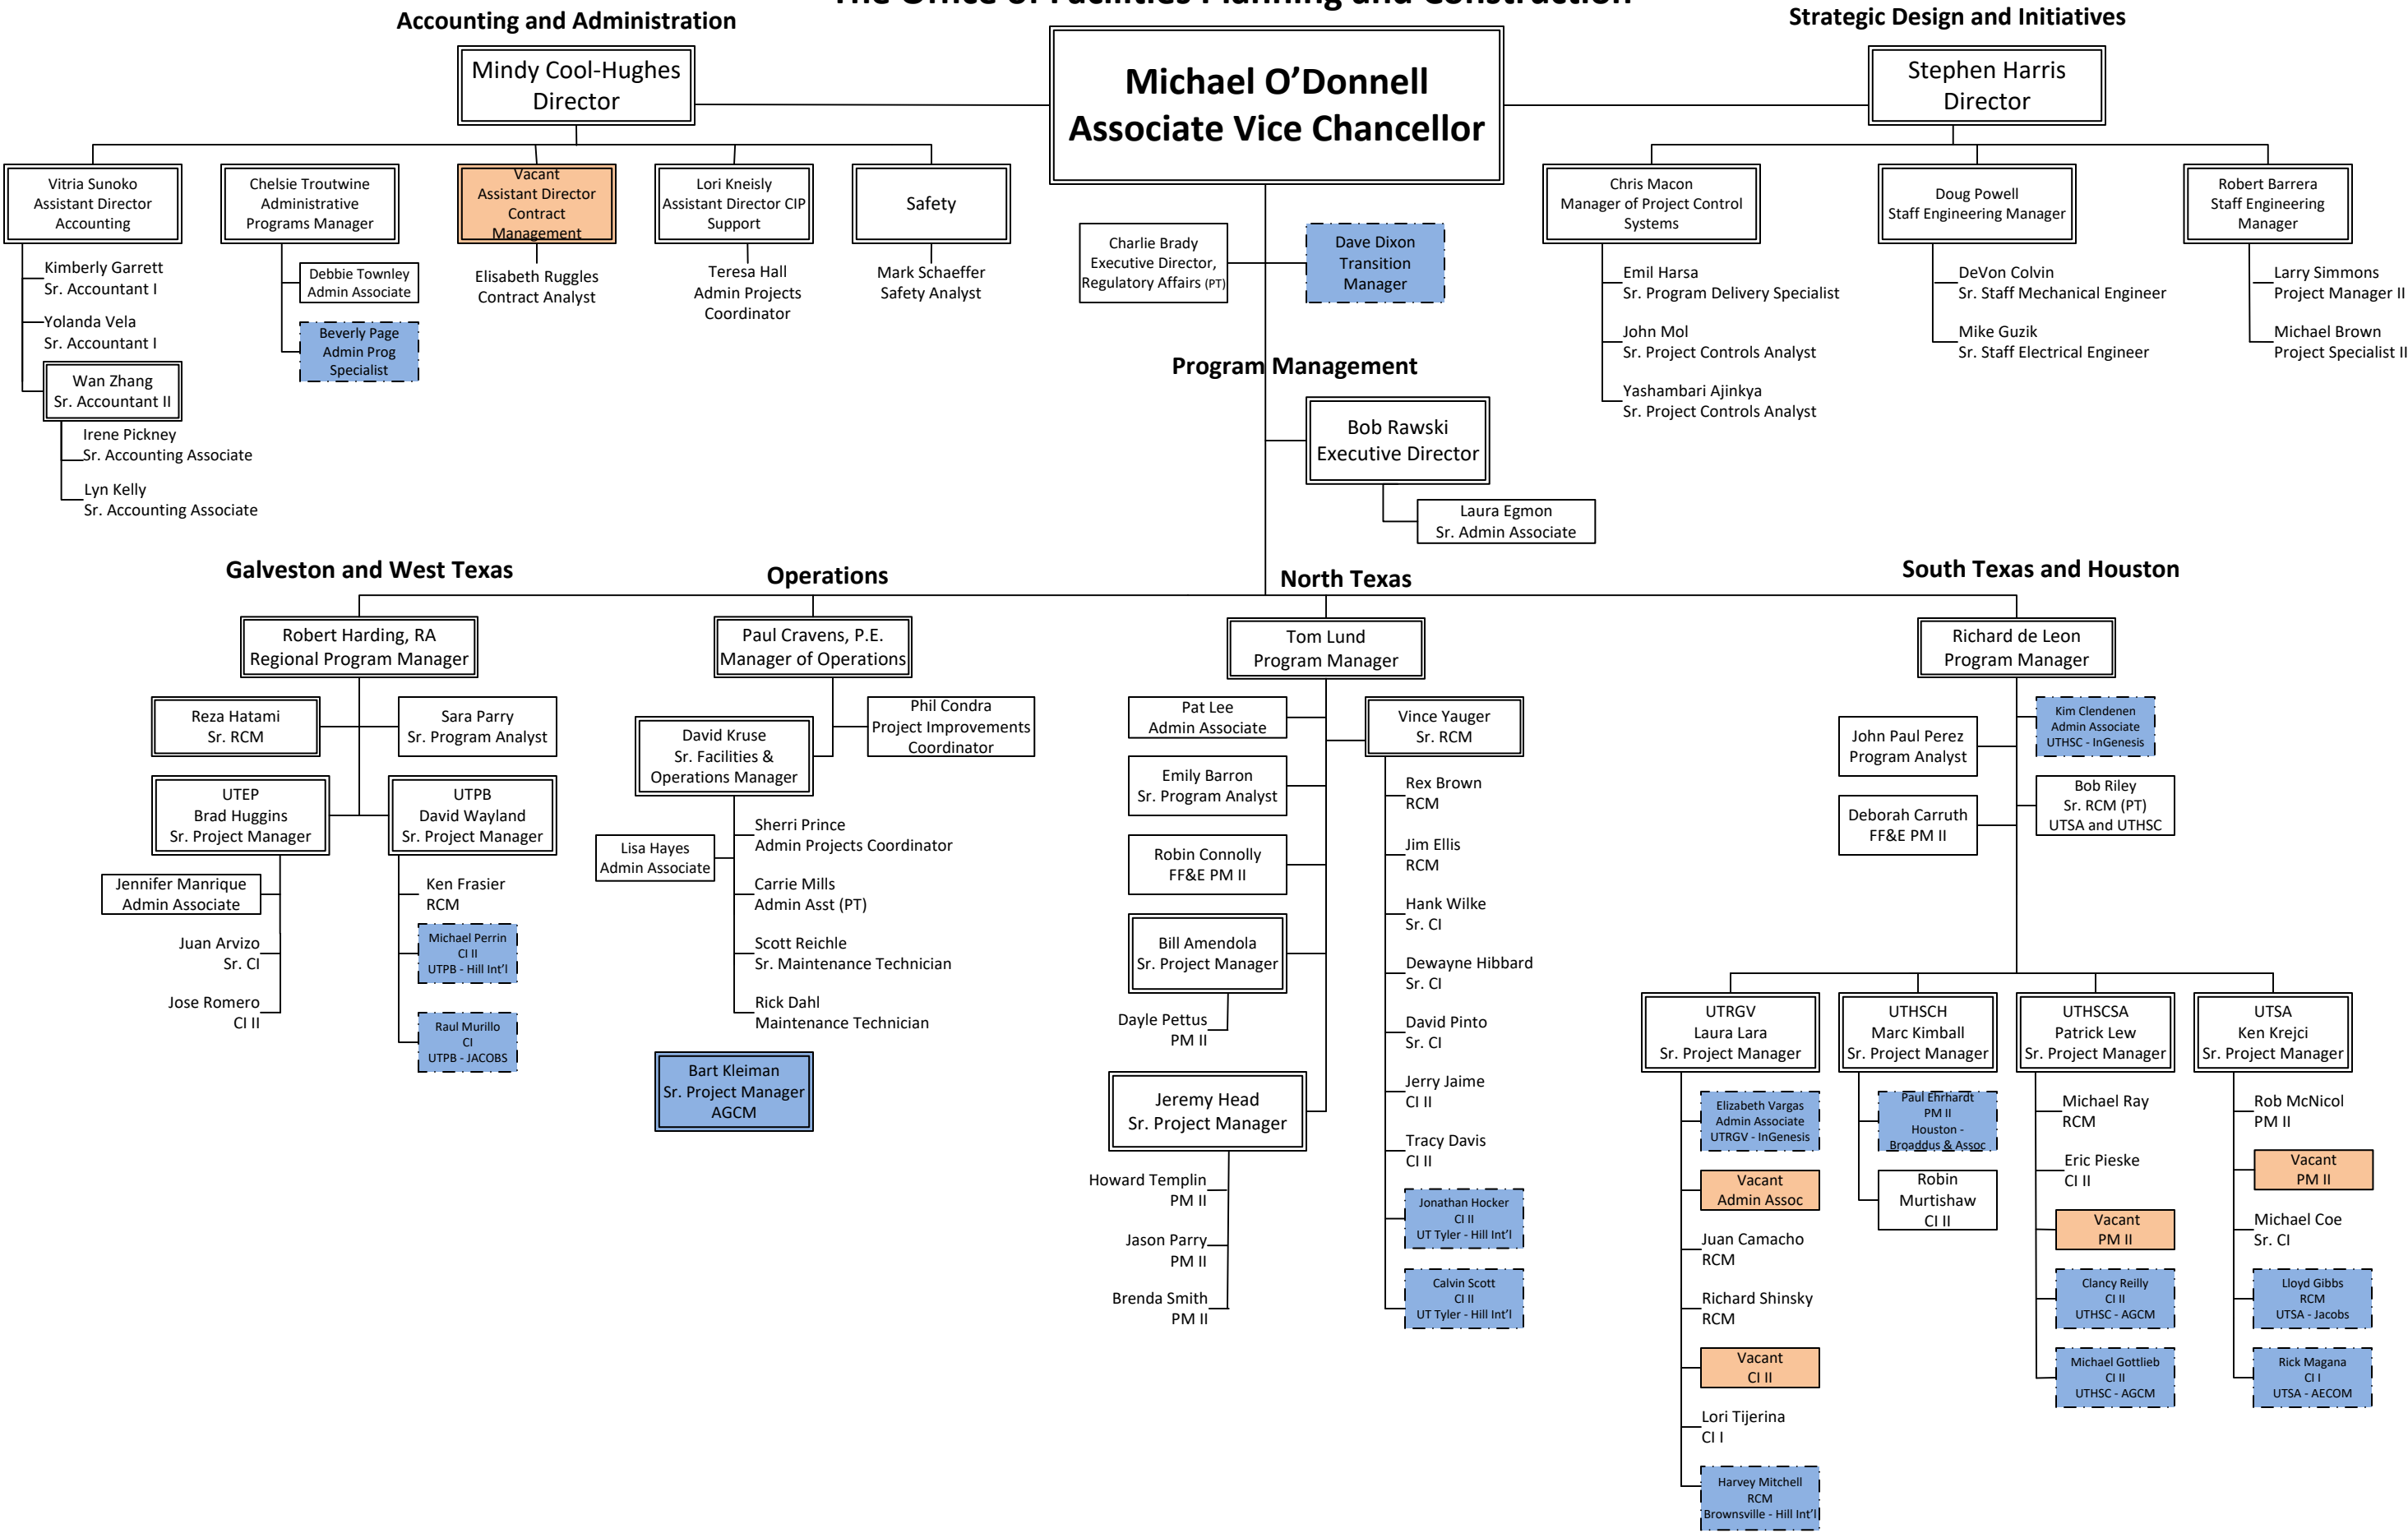 The Office of Facilities Planning and Construction
Accounting and Administration
Strategic Design and Initiatives
Mindy Cool-Hughes
Director
Michael O’Donnell
Associate Vice Chancellor
Stephen Harris
Director
Vitria Sunoko
Assistant Director
Accounting
Chelsie Troutwine
Administrative
Programs Manager
Vacant
Assistant Director
Contract
Management
Lori Kneisly
Assistant Director CIP
Support
Safety
Kimberly Garrett
Sr. Accountant I
Yolanda Vela
Sr. Accountant I
Wan Zhang
Sr. Accountant II
Irene Pickney
Sr. Accounting Associate
Lyn Kelly
Sr. Accounting Associate
Debbie Townley
Admin Associate
Beverly Page
Admin Prog
Specialist
Elisabeth Ruggles
Contract Analyst
Teresa Hall
Admin Projects
Coordinator
Mark Schaeffer
Safety Analyst
Charlie Brady
Executive Director,
Regulatory Affairs (PT)
Dave Dixon
Transition
Manager
Chris Macon
Manager of Project Control
Systems
Doug Powell
Staff Engineering Manager
Robert Barrera
Staff Engineering
Manager
Emil Harsa
Sr. Program Delivery Specialist
John Mol
Sr. Project Controls Analyst
Yashambari Ajinkya
Sr. Project Controls Analyst
DeVon Colvin
Sr. Staff Mechanical Engineer
Mike Guzik
Sr. Staff Electrical Engineer
Larry Simmons
Project Manager II
Michael Brown
Project Specialist II
Program Management
Bob Rawski
Executive Director
Laura Egmon
Sr. Admin Associate
Galveston and West Texas
Operations
North Texas
South Texas and Houston
Robert Harding, RA
Regional Program Manager
Reza Hatami
Sr. RCM
Sara Parry
Sr. Program Analyst
UTEP
Brad Huggins
Sr. Project Manager
UTPB
David Wayland
Sr. Project Manager
Jennifer Manrique
Admin Associate
Juan Arvizo
Sr. CI
Jose Romero
CI II
Ken Frasier
RCM
Michael Perrin
CI II
UTPB - Hill Int’l
Raul Murillo
CI
UTPB - JACOBS
Paul Cravens, P.E.
Manager of Operations
Phil Condra
Project Improvements
Coordinator
David Kruse
Sr. Facilities &
Operations Manager
Lisa Hayes
Admin Associate
Sherri Prince
Admin Projects Coordinator
Carrie Mills
Admin Asst (PT)
Scott Reichle
Sr. Maintenance Technician
Rick Dahl
Maintenance Technician
Bart Kleiman
Sr. Project Manager
AGCM
Tom Lund
Program Manager
Pat Lee
Admin Associate
Emily Barron
Sr. Program Analyst
Robin Connolly
FF&E PM II
Bill Amendola
Sr. Project Manager
Dayle Pettus
PM II
Jeremy Head
Sr. Project Manager
Howard Templin
PM II
Jason Parry
PM II
Brenda Smith
PM II
Vince Yauger
Sr. RCM
Rex Brown
RCM
Jim Ellis
RCM
Hank Wilke
Sr. CI
Dewayne Hibbard
Sr. CI
David Pinto
Sr. CI
Jerry Jaime
CI II
Tracy Davis
CI II
Jonathan Hocker
CI II
UT Tyler - Hill Int’l
Calvin Scott
CI II
UT Tyler - Hill Int’l
Richard de Leon
Program Manager
Kim Clendenen
Admin Associate
UTHSC - InGenesis
John Paul Perez
Program Analyst
Bob Riley
Sr. RCM (PT)
UTSA and UTHSC
Deborah Carruth
FF&E PM II
UTRGV
Laura Lara
Sr. Project Manager
UTHSCH
Marc Kimball
Sr. Project Manager
UTHSCSA
Patrick Lew
Sr. Project Manager
UTSA
Ken Krejci
Sr. Project Manager
Elizabeth Vargas
Admin Associate
UTRGV - InGenesis
Vacant
Admin Assoc
Juan Camacho
RCM
Richard Shinsky
RCM
Vacant
CI II
Lori Tijerina
CI I
Harvey Mitchell
RCM
Brownsville - Hill Int’l
Paul Ehrhardt
PM II
Houston -
Broaddus & Assoc
Robin
Murtishaw
CI II
Michael Ray
RCM
Eric Pieske
CI II
Vacant
PM II
Clancy Reilly
CI II
UTHSC - AGCM
Michael Gottlieb
CI II
UTHSC - AGCM
Rob McNicol
PM II
Vacant
PM II
Michael Coe
Sr. CI
Lloyd Gibbs
RCM
UTSA - Jacobs
Rick Magana
CI I
UTSA - AECOM